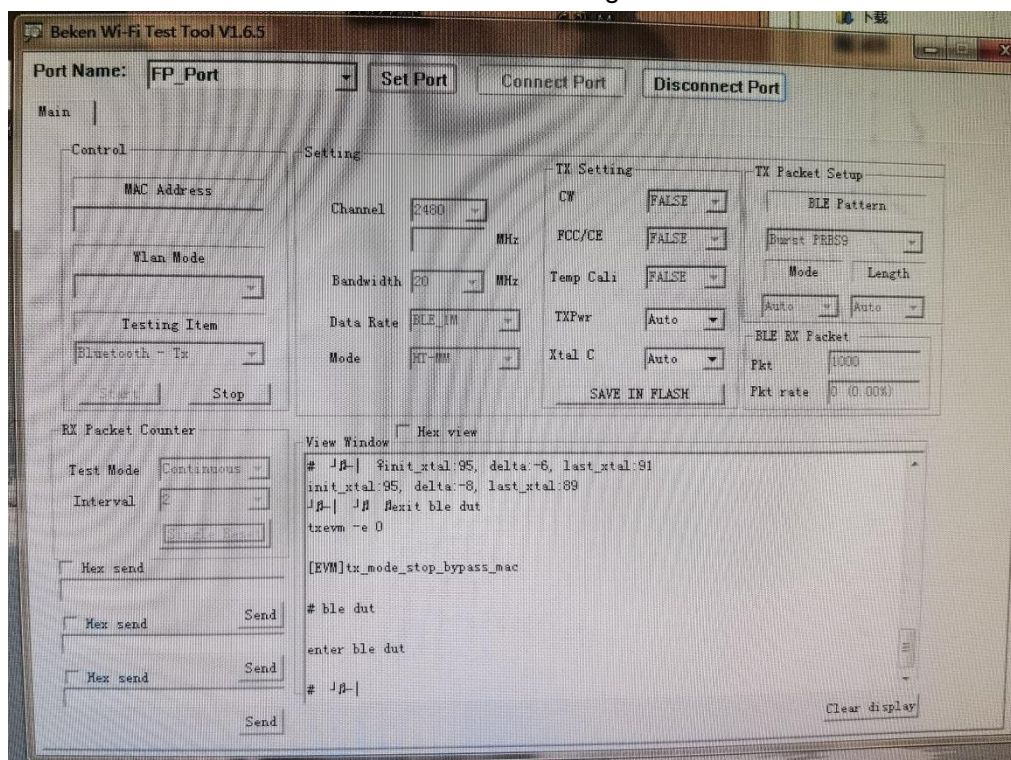 下载
Beken Wi-Fi Test Tool V1.6.5
Port Name: FP_Port Set Port Connect Port Disconnect Port
Main
Control
MAC Address
Wlan Mode
Testing Item
Bluetooth - Tx
Start Stop
Setting
Channel 2480
MHz
Bandwidth 20 MHz
Data Rate BLE_1M
Mode HT-MM
TX Setting
CW FALSE
FCC/CE FALSE
Temp Cali FALSE
TXPwr Auto
Xtal C Auto
SAVE IN FLASH
TX Packet Setup
BLE Pattern
Burst PRBS9
Mode Length
Auto Auto
BLE RX Packet
Pkt 1000
Pkt rate 0 (0.00%)
RX Packet Counter
Test Mode Continuous
Interval 2
Hex send
Send
Hex send
Send
Hex send
Send
View Window Hex view
# init_xtal:95, delta:-6, last_xtal:91
init_xtal:95, delta:-8, last_xtal:89
exit ble dut
txevm -e 0
[EVM]tx_mode_stop_bypass_mac
# ble dut
enter ble dut
#
Clear display